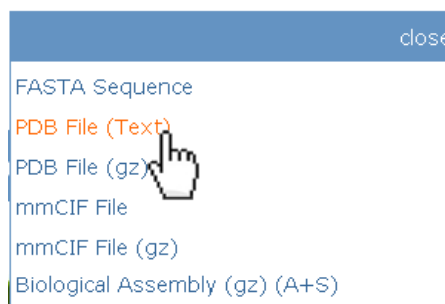 close
FASTA Sequence
PDB File (Text)
PDB File (gz)
mmCIF File
mmCIF File (gz)
Biological Assembly (gz) (A+S)